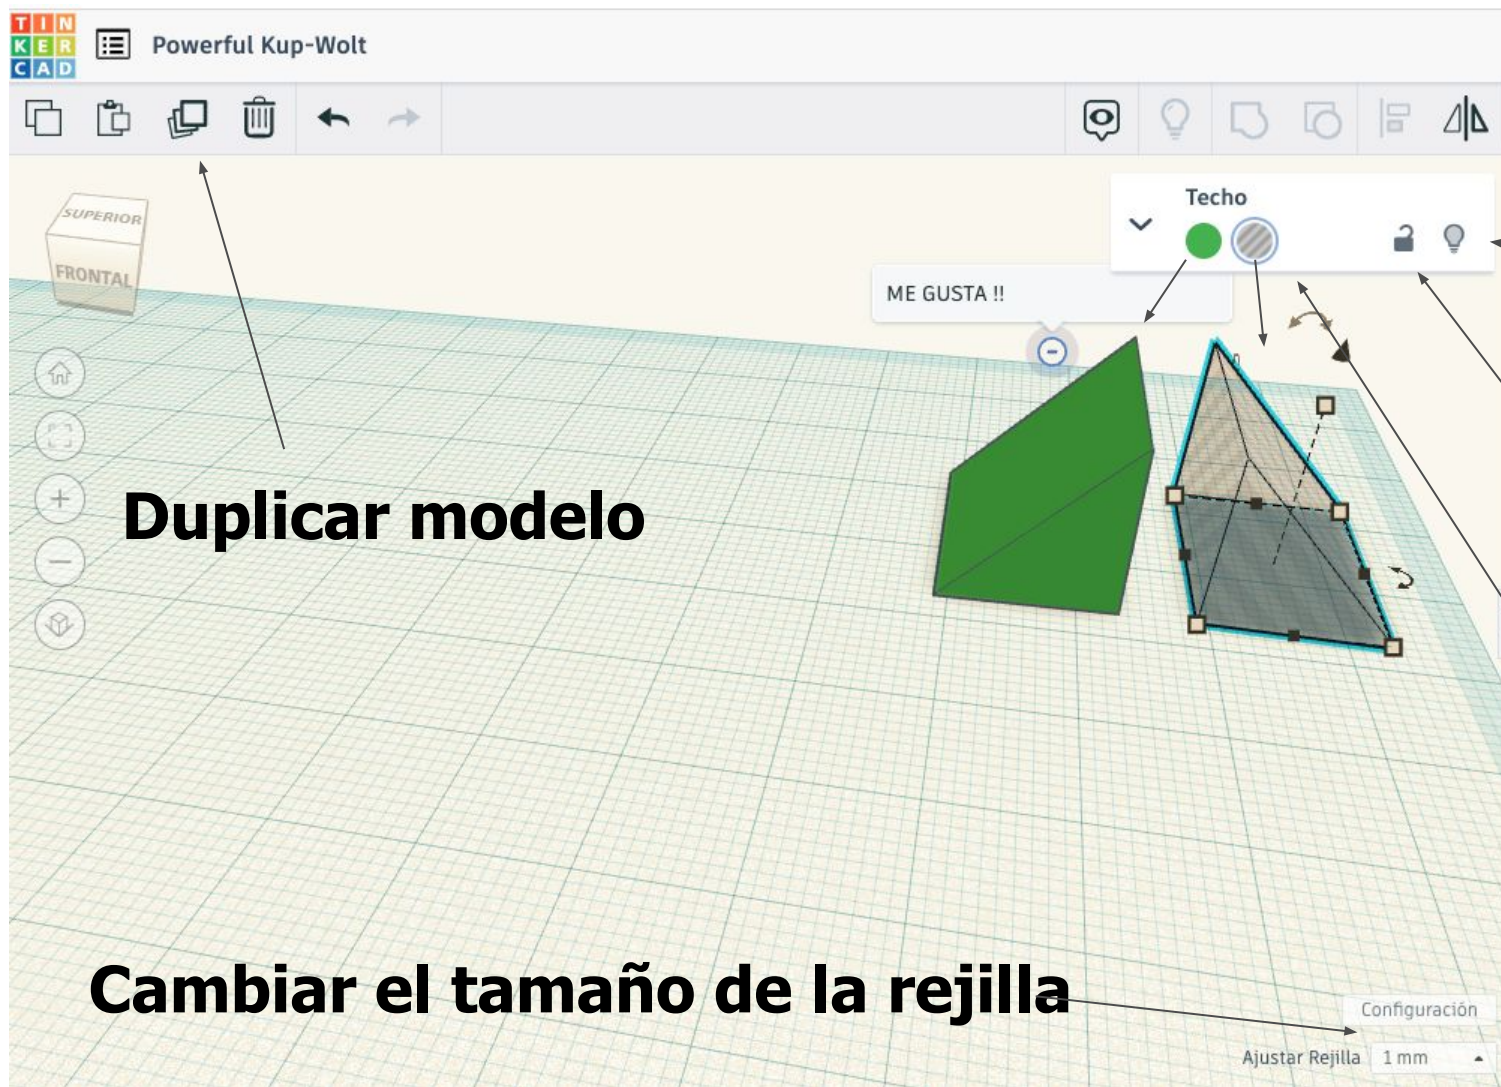 TIN
KER
CAD
Powerful Kup-Wolt
Techo
SUPERIOR
FRONTAL
ME GUSTA !!
Duplicar modelo
Cambiar el tamaño de la rejilla
Configuración
Ajustar Rejilla 1 mm